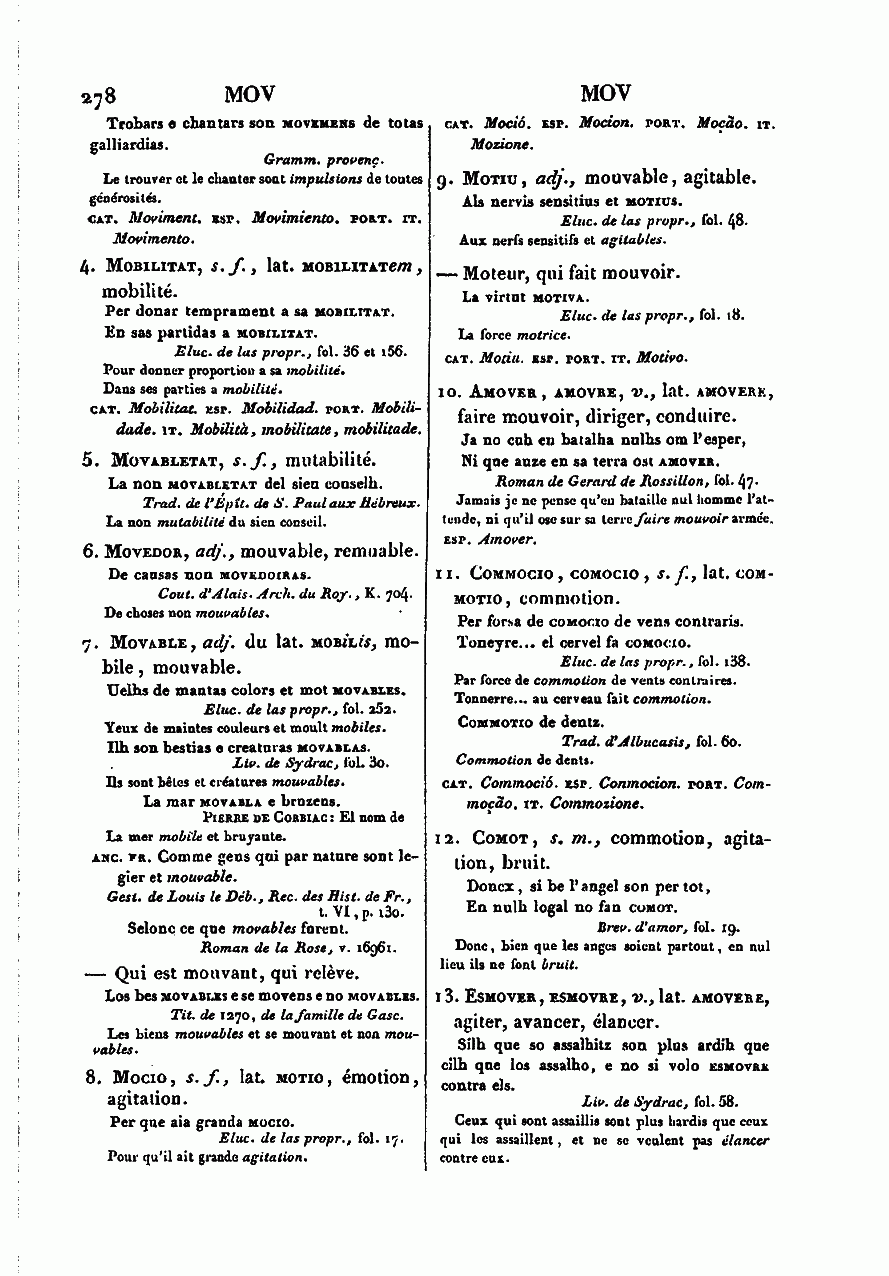 278 MOV MOV
Trobars e chantars son MOVEMENS de totas
galliardias.
Gramm. provenç.
Le trouver et le chanter sont impulsions de toutes
générosités.
CAT. Moviment. ESP. Movimiento. PORT. IT.
Movimento.
4. MOBILITAT, s. f., lat. MOBILITATem,
mobilité.
Per donar temprament a sa MOBILITAT.
En sas partidas a MOBILITAT.
Eluc. de las propr., fol. 36 et 156.
Pour donner proportion a sa mobilité.
Dans ses parties a mobilité.
CAT. Mobilitat. ESP. Mobilidad. PORT. Mobili-
dade. IT. Mobilità, mobilitate, mobilitade.
5. MOVABLETAT, s. f., mutabilité.
La non MOVABLETAT del sieu conselh.
Trad. de l'Épît. de S. Paul aux Hébreux.
La non mutabilité du sien conseil.
6. MOVEDOR, adj., mouvable, remuable.
De causas non MOVEDOIRAS.
Cout. d'Alais. Arch. du Roy., K. 704.
De choses non mouvables.
7. MOVABLE, adj. du lat. MOBiLis, mo-
bile, mouvable.
Uelhs de mantas colors et mot MOVABLES.
Eluc. de las propr., fol. 252.
Yeux de maintes couleurs et moult mobiles.
Ilh son bestias e creaturas MOVABLAS.
Liv. de Sydrac, fol. 30.
Ils sont bêtes et créatures mouvables.
La mar MOVABLA e bruzens.
PIERRE DE CORBIAC: El nom de
La mer mobile et bruyante.
ANC. FR. Comme gens qui par nature sont le-
gier et mouvable.
Gest. de Louis le Déb., Rec. des Hist. de Fr.,
t. VI, p. 130.
Selonc ce que movables furent.
Roman de la Rose, v. 16961.
— Qui est mouvant, qui relève.
Los bes MOVABLES e se movens e no MOVABLES.
Tit. de 1270, de la famille de Gasc.
Les biens mouvables et se mouvant et non mou-
vables.
8. MOCIO, s. f., lat. MOTIO, émotion,
agitation.
Per que aia granda MOCIO.
Eluc. de las propr., fol. 17.
Pour qu'il ait grande agitation.
CAT. Moció. ESP. Mocion. PORT. Moção. IT.
Mozione.
9. MOTIU, adj., mouvable, agitable.
Als nervis sensitius et MOTIUS.
Eluc. de las propr., fol. 48.
Aux nerfs sensitifs et agitables.
— Moteur, qui fait mouvoir.
La virtut MOTIVA.
Eluc. de las propr., fol. 18.
La force motrice.
CAT. Motiu. ESP. PORT. IT. Motivo.
10. AMOVER, AMOVRE, v., lat. AMOVERE,
faire mouvoir, diriger, conduire.
Ja no cuh en batalha nulhs om l'esper,
Ni que auze en sa terra ost AMOVER.
Roman de Gerard de Rossillon, fol. 47.
Jamais je ne pense qu'en bataille nul homme l'at-
tende, ni qu'il ose sur sa terre faire mouvoir armée.
ESP. Amover.
11. COMMOCIO, COMOCIO, s. f., lat. COM-
MOTIO, commotion.
Per forsa de COMOCIO de vens contraris.
Toneyre... el cervel fa COMOCIO.
Eluc. de las propr., fol. 138.
Par force de commotion de vents contraires.
Tonnerre... au cerveau fait commotion.
COMMOTIO de dentz.
Trad. d'Albucasis, fol. 60.
Commotion de dents.
CAT. Commoció. ESP. Conmocion. PORT. Com-
moção. IT. Commozione.
12. COMOT, s. m., commotion, agita-
tion, bruit.
Doncx, si be l'angel son per tot,
En nulh logal no fan COMOT.
Brev. d'amor, fol. 19.
Donc, bien que les anges soient partout, en nul
lieu ils ne font bruit.
13. ESMOVER, ESMOVRE, v., lat. AMOVERE,
agiter, avancer, élancer.
Silh que so assalhitz son plus ardih que
cilh que los assalho, e no si volo ESMOVRE
contra els.
Liv. de Sydrac, fol. 58.
Ceux qui sont assaillis sont plus hardis que ceux
qui les assaillent, et ne se veulent pas élancer
contre eux.